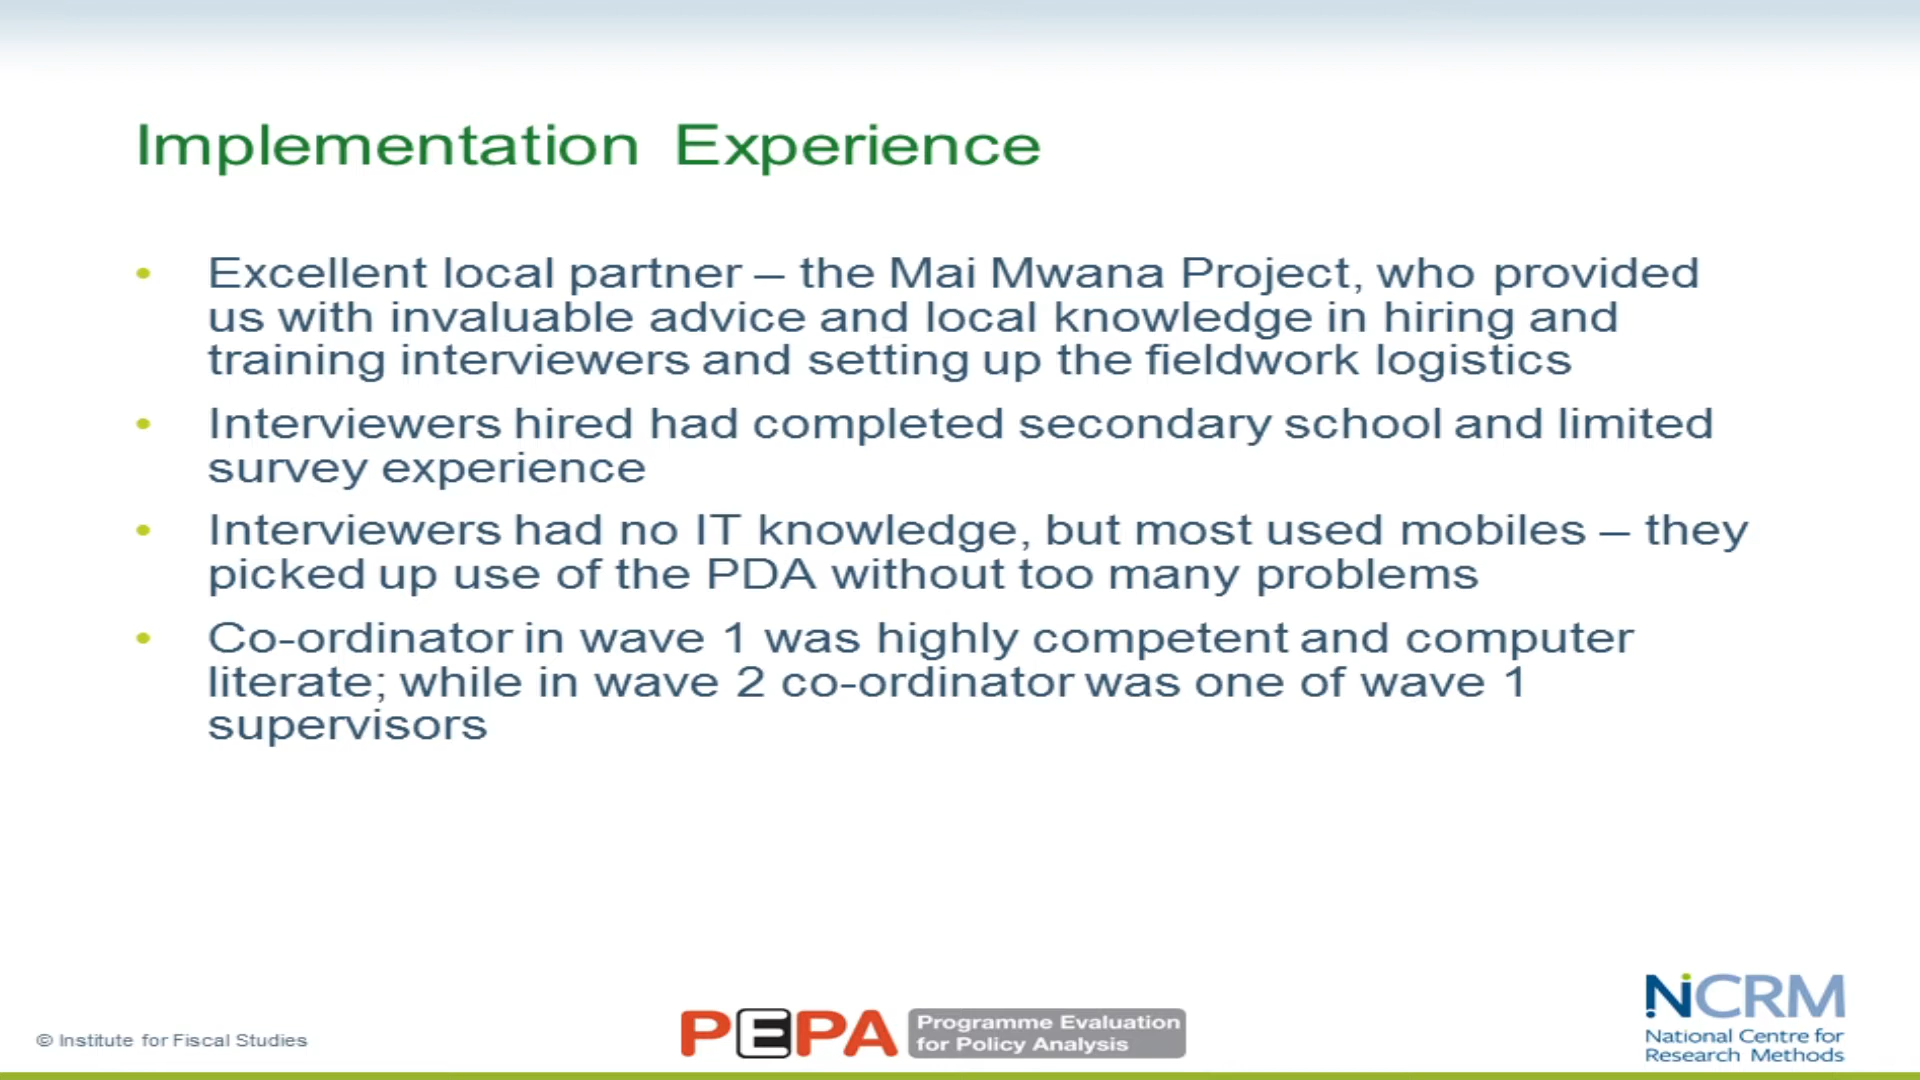 Implementation Experience
• Excellent local partner – the Mai Mwana Project, who provided
us with invaluable advice and local knowledge in hiring and
training interviewers and setting up the fieldwork logistics
• Interviewers hired had completed secondary school and limited
survey experience
• Interviewers had no IT knowledge, but most used mobiles – they
picked up use of the PDA without too many problems
• Co-ordinator in wave 1 was highly competent and computer
literate; while in wave 2 co-ordinator was one of wave 1
supervisors
© Institute for Fiscal Studies
PEPA
Programme Evaluation
for Policy Analysis
NCRM
National Centre for
Research Methods